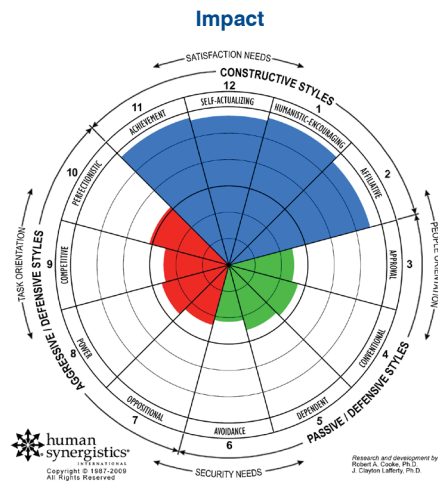 Impact
SATISFACTION NEEDS
CONSTRUCTIVE STYLES
12
SELF-ACTUALIZING
11
ACHIEVEMENT
1
HUMANISTIC-ENCOURAGING
10
PERFECTIONISTIC
2
AFFILIATIVE
TASK ORIENTATION
AGGRESSIVE / DEFENSIVE STYLES
9
COMPETITIVE
APPROVAL
3
PEOPLE ORIENTATION
8
POWER
CONVENTIONAL
4
PASSIVE / DEFENSIVE STYLES
OPPOSITIONAL
7
AVOIDANCE
6
DEPENDENT
5
SECURITY NEEDS
human
synergistics®
INTERNATIONAL
Copyright © 1987-2009
All Rights Reserved
Research and development by
Robert A. Cooke, Ph.D.
J. Clayton Lafferty, Ph.D.